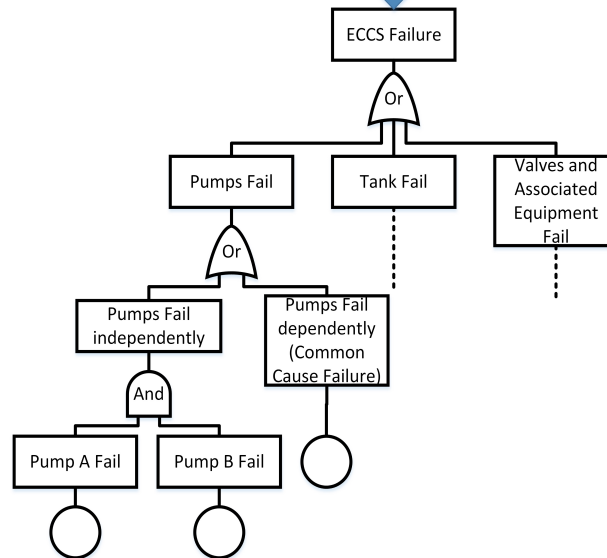 ECCS Failure
Or
Pumps Fail
Tank Fail
Valves and
Associated
Equipment
Fail
Or
Pumps Fail
independently
Pumps Fail
dependently
(Common
Cause Failure)
And
Pump A Fail
Pump B Fail